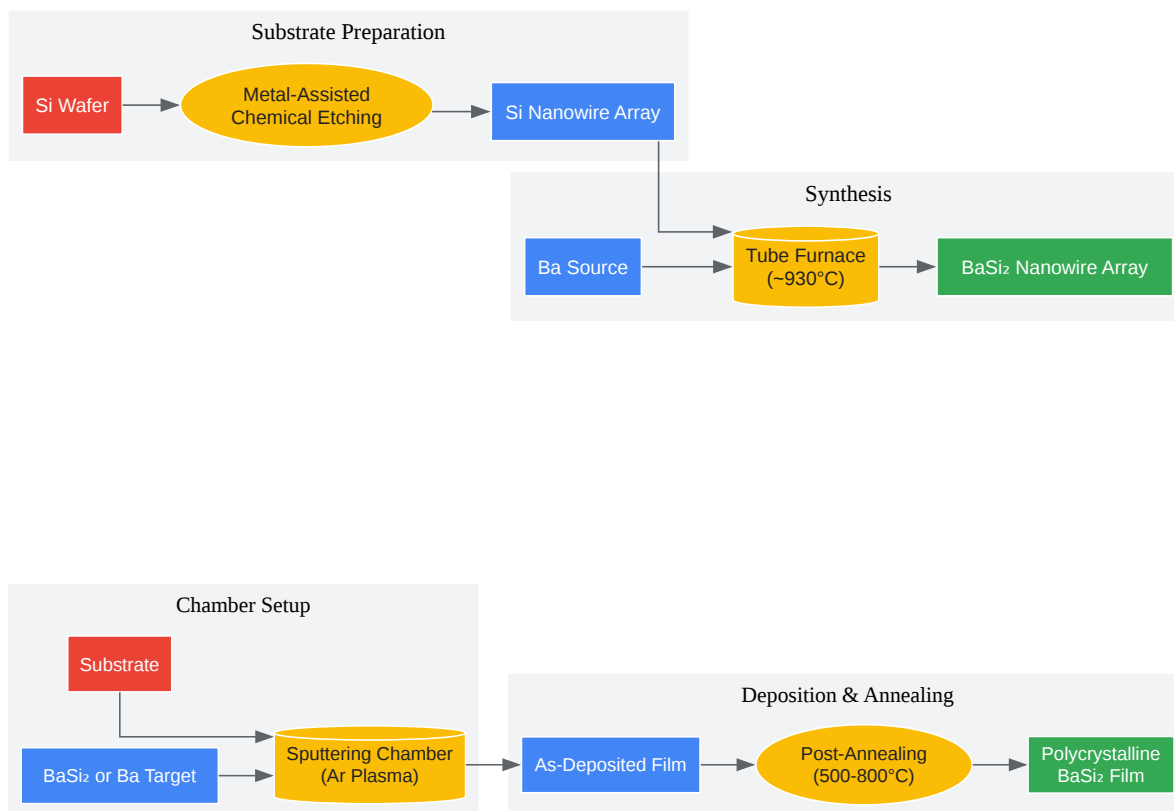 Substrate Preparation
Si Wafer
Metal-Assisted
Chemical Etching
Si Nanowire Array
Synthesis
Ba Source
Tube Furnace
(~930°C)
BaSi₂ Nanowire Array
Chamber Setup
Substrate
BaSi₂ or Ba Target
Sputtering Chamber
(Ar Plasma)
Deposition & Annealing
As-Deposited Film
Post-Annealing
(500-800°C)
Polycrystalline
BaSi₂ Film